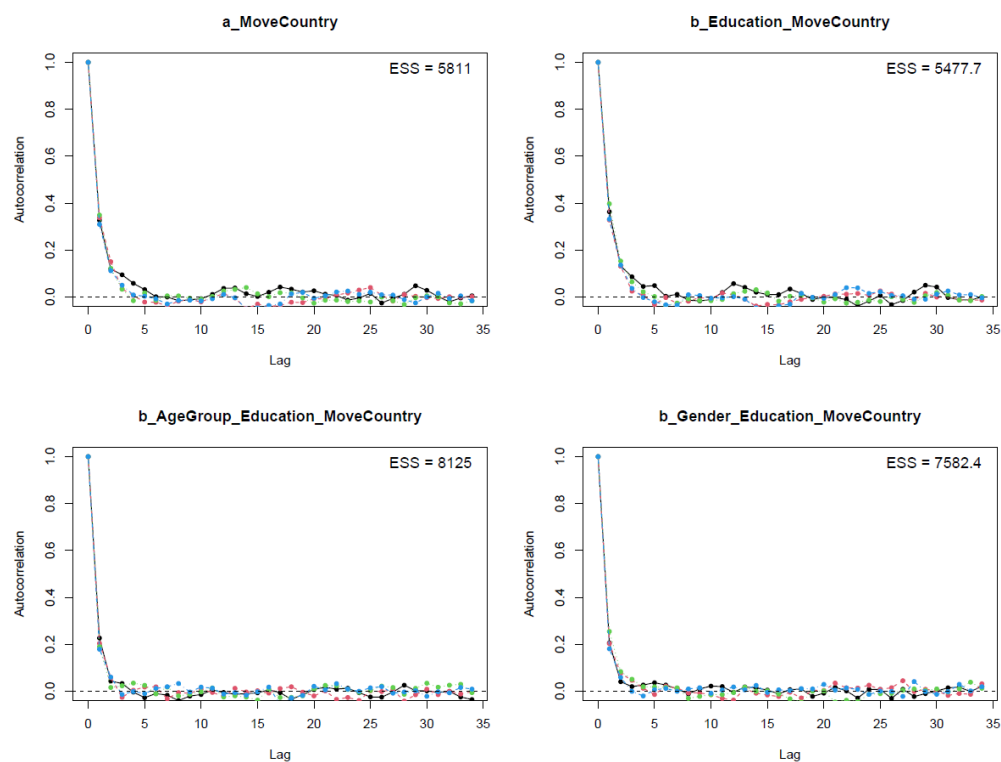 a_MoveCountry
ESS = 5811
1.0
0.8
0.6
0.4
0.2
0.0
Autocorrelation
0 5 10 15 20 25 30 35
Lag
b_Education_MoveCountry
ESS = 5477.7
1.0
0.8
0.6
0.4
0.2
0.0
Autocorrelation
0 5 10 15 20 25 30 35
Lag
b_AgeGroup_Education_MoveCountry
ESS = 8125
1.0
0.8
0.6
0.4
0.2
0.0
Autocorrelation
0 5 10 15 20 25 30 35
Lag
b_Gender_Education_MoveCountry
ESS = 7582.4
1.0
0.8
0.6
0.4
0.2
0.0
Autocorrelation
0 5 10 15 20 25 30 35
Lag